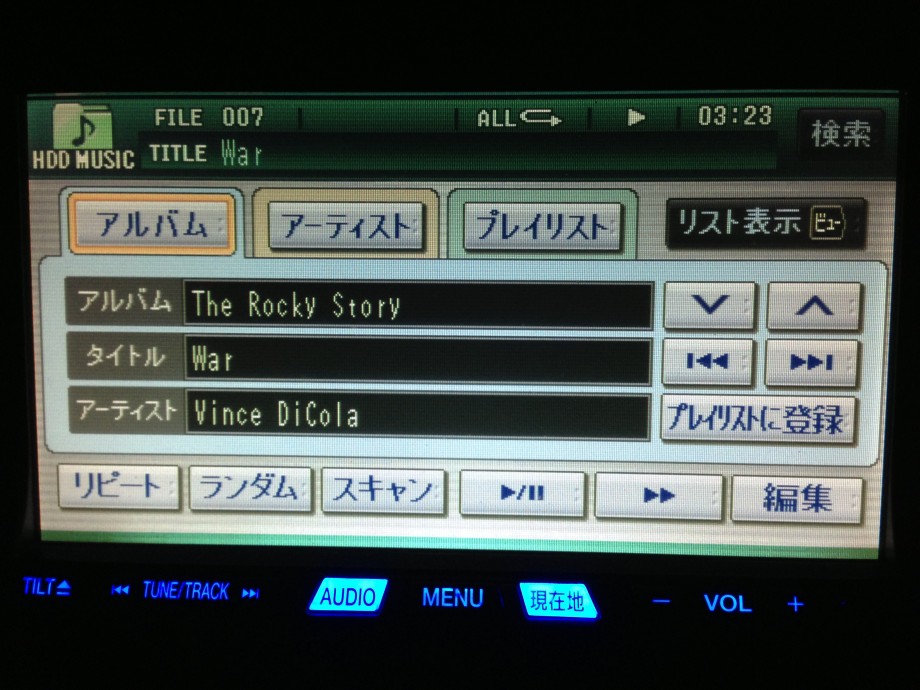 FILE 007 ALL 03:23
HDD MUSIC TITLE War 検索
アルバム アーティスト プレイリスト リスト表示 ビュー
アルバム The Rocky Story
タイトル War
アーティスト Vince DiCola プレイリストに登録
リピート ランダム スキャン ▶/II ▶▶ 編集
TILT TUNE/TRACK AUDIO MENU 現在地 - VOL +